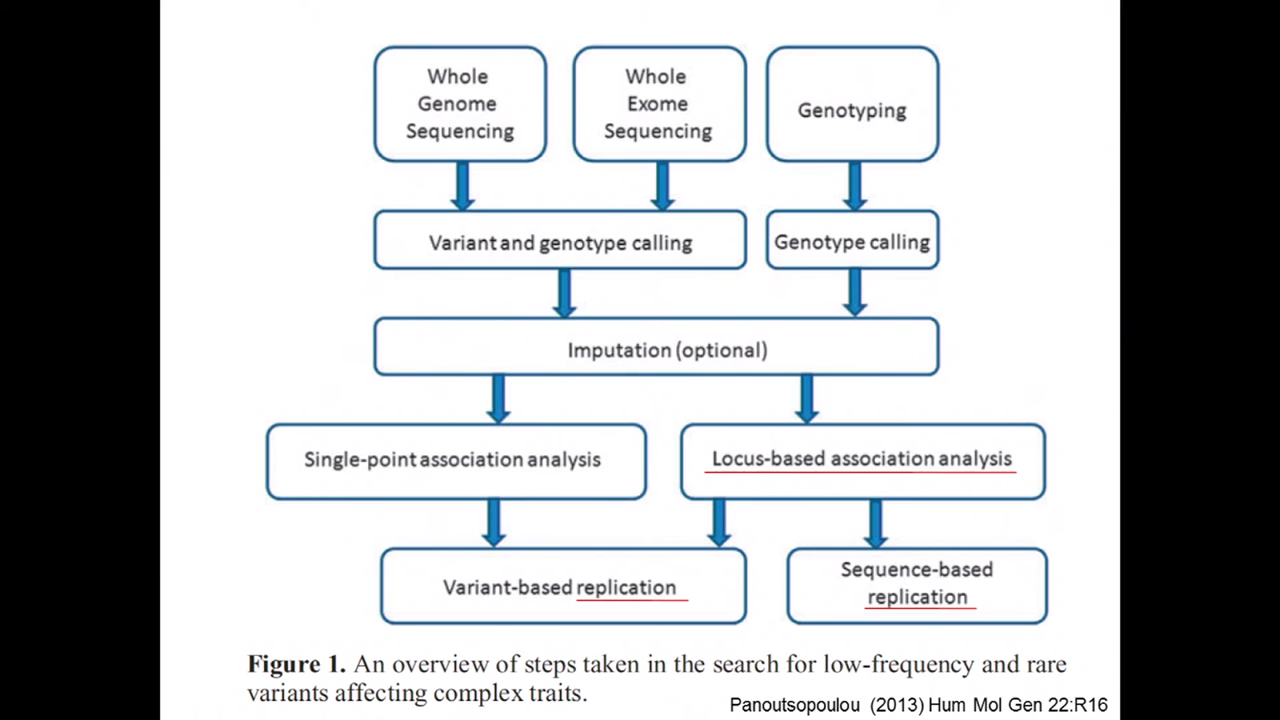 Whole
Genome
Sequencing
Whole
Exome
Sequencing
Genotyping
Variant and genotype calling
Genotype calling
Imputation (optional)
Single-point association analysis
Locus-based association analysis
Variant-based replication
Sequence-based
replication
Figure 1. An overview of steps taken in the search for low-frequency and rare
variants affecting complex traits.
Panoutsopoulou (2013) Hum Mol Gen 22:R16